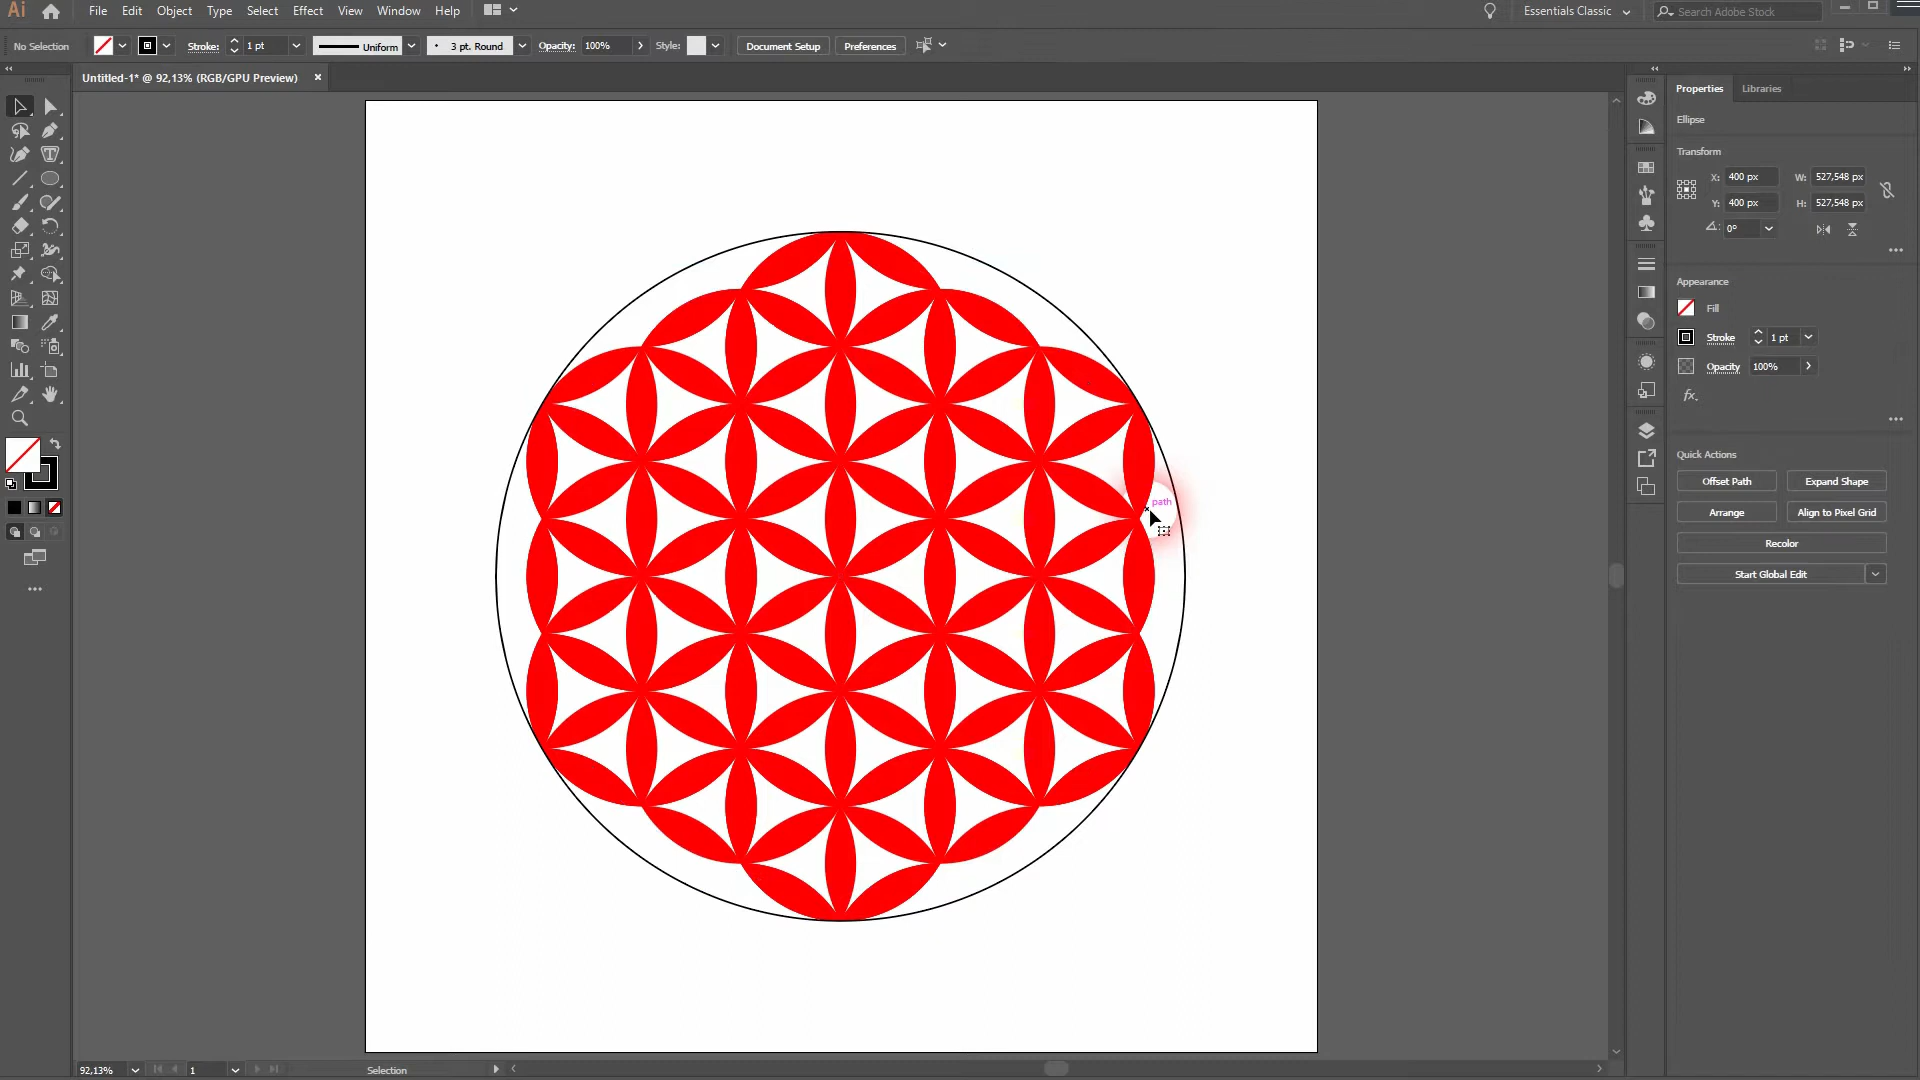 Ai File Edit Object Type Select Effect View Window Help Essentials Classic Search Adobe Stock
No Selection Stroke: 1 pt Uniform 3 pt. Round Opacity: 100% Style: Document Setup Preferences
Untitled-1* @ 92,13% (RGB/GPU Preview)
Properties Libraries
Ellipse
Transform
X: 400 px W: 527,548 px
Y: 400 px H: 527,548 px
0°
Appearance
Fill
Stroke 1 pt
Opacity 100%
fx.
Quick Actions
Offset Path Expand Shape
Arrange Align to Pixel Grid
Recolor
Start Global Edit
path
92,13% 1 Selection